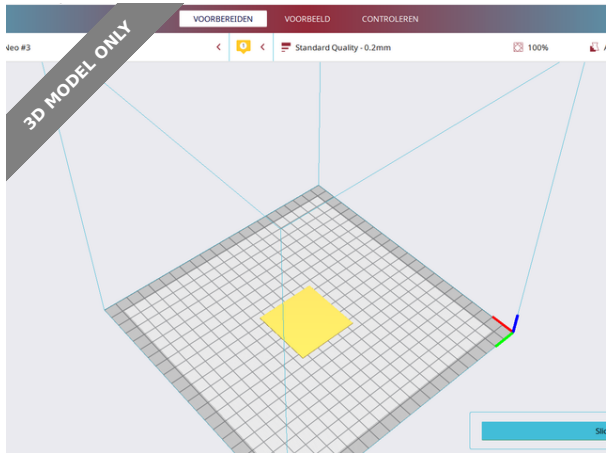 VOORBEREIDEN VOORBEELD CONTROLEREN
Neo #3 Standard Quality - 0.2mm 100%
3D MODEL ONLY